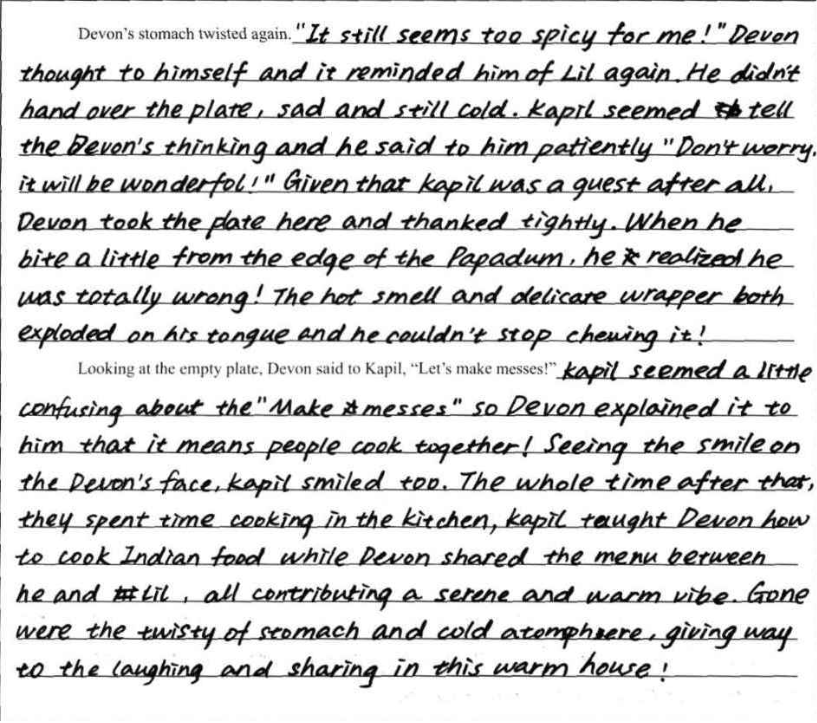 Devon's stomach twisted again. "It still seems too spicy for me!" Devon
thought to himself and it reminded him of Lil again. He didn't
hand over the plate, sad and still cold. Kapil seemed tell
the Devon's thinking and he said to him patiently "Don't worry.
it will be wonderfol!" Given that Kapil was a guest after all,
Devon took the plate here and thanked tightly. When he
bite a little from the edge of the Papadum, he realized he
was totally wrong! The hot smell and delicate wrapper both
exploded on his tongue and he couldn't stop chewing it!
Looking at the empty plate, Devon said to Kapil, “Let's make messes!” Kapil seemed a little
confusing about the "Make messes" so Devon explained it to
him that it means people cook together! Seeing the smile on
the Devon's face, Kapil smiled too. The whole time after that,
they spent time cooking in the kitchen, Kapil taught Devon how
to cook Indian food while Devon shared the menu between
he and Lil, all contributing a serene and warm vibe. Gone
were the twisty of stomach and cold atomphsere, giving way
to the laughing and sharing in this warm house!